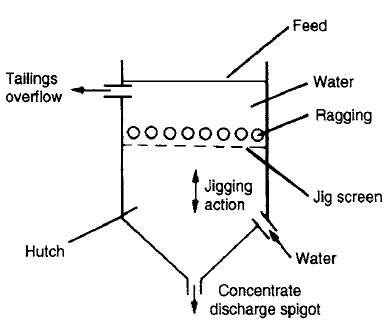 Feed
Tailings
overflow
Water
Ragging
Jigging
action
Jig screen
Hutch
Water
Concentrate
discharge spigot